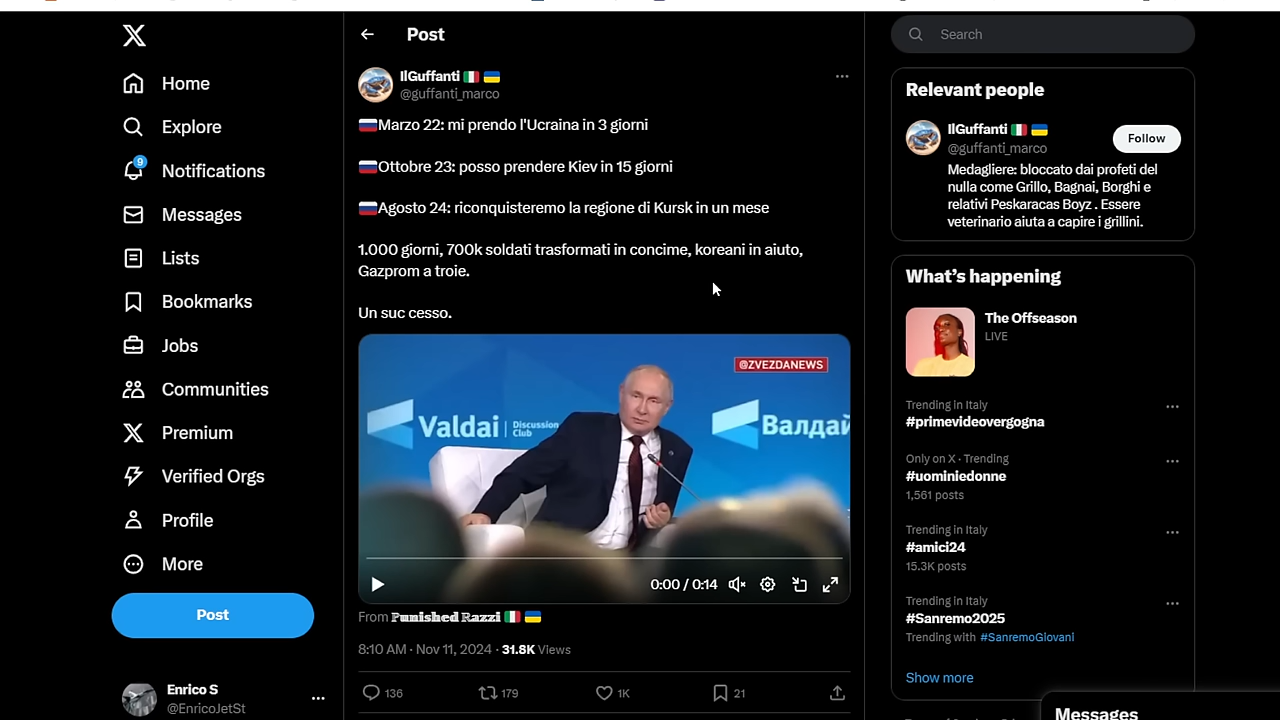 Home
Explore
9
Notifications
Messages
Lists
Bookmarks
Jobs
Communities
Premium
Verified Orgs
Profile
More
Post
Enrico S
@EnricoJetSt
Post
IlGuffanti
@guffanti_marco
Marzo 22: mi prendo l'Ucraina in 3 giorni
Ottobre 23: posso prendere Kiev in 15 giorni
Agosto 24: riconquisteremo la regione di Kursk in un mese
1.000 giorni, 700k soldati trasformati in concime, koreani in aiuto,
Gazprom a troie.
Un suc cesso.
@ZVEZDANEWS
Valdai
Discussion
Club
Валдай
0:00 / 0:14
From Punished Razzi
8:10 AM · Nov 11, 2024 · 31.8K Views
136
179
1K
21
Search
Relevant people
IlGuffanti
@guffanti_marco
Follow
Medagliere: bloccato dai profeti del
nulla come Grillo, Bagnai, Borghi e
relativi Peskaracas Boyz . Essere
veterinario aiuta a capire i grillini.
What's happening
The Offseason
LIVE
Trending in Italy
#primevideovergogna
Only on X · Trending
#uominiedonne
1,561 posts
Trending in Italy
#amici24
15.3K posts
Trending in Italy
#Sanremo2025
Trending with #SanremoGiovani
Show more
Messages